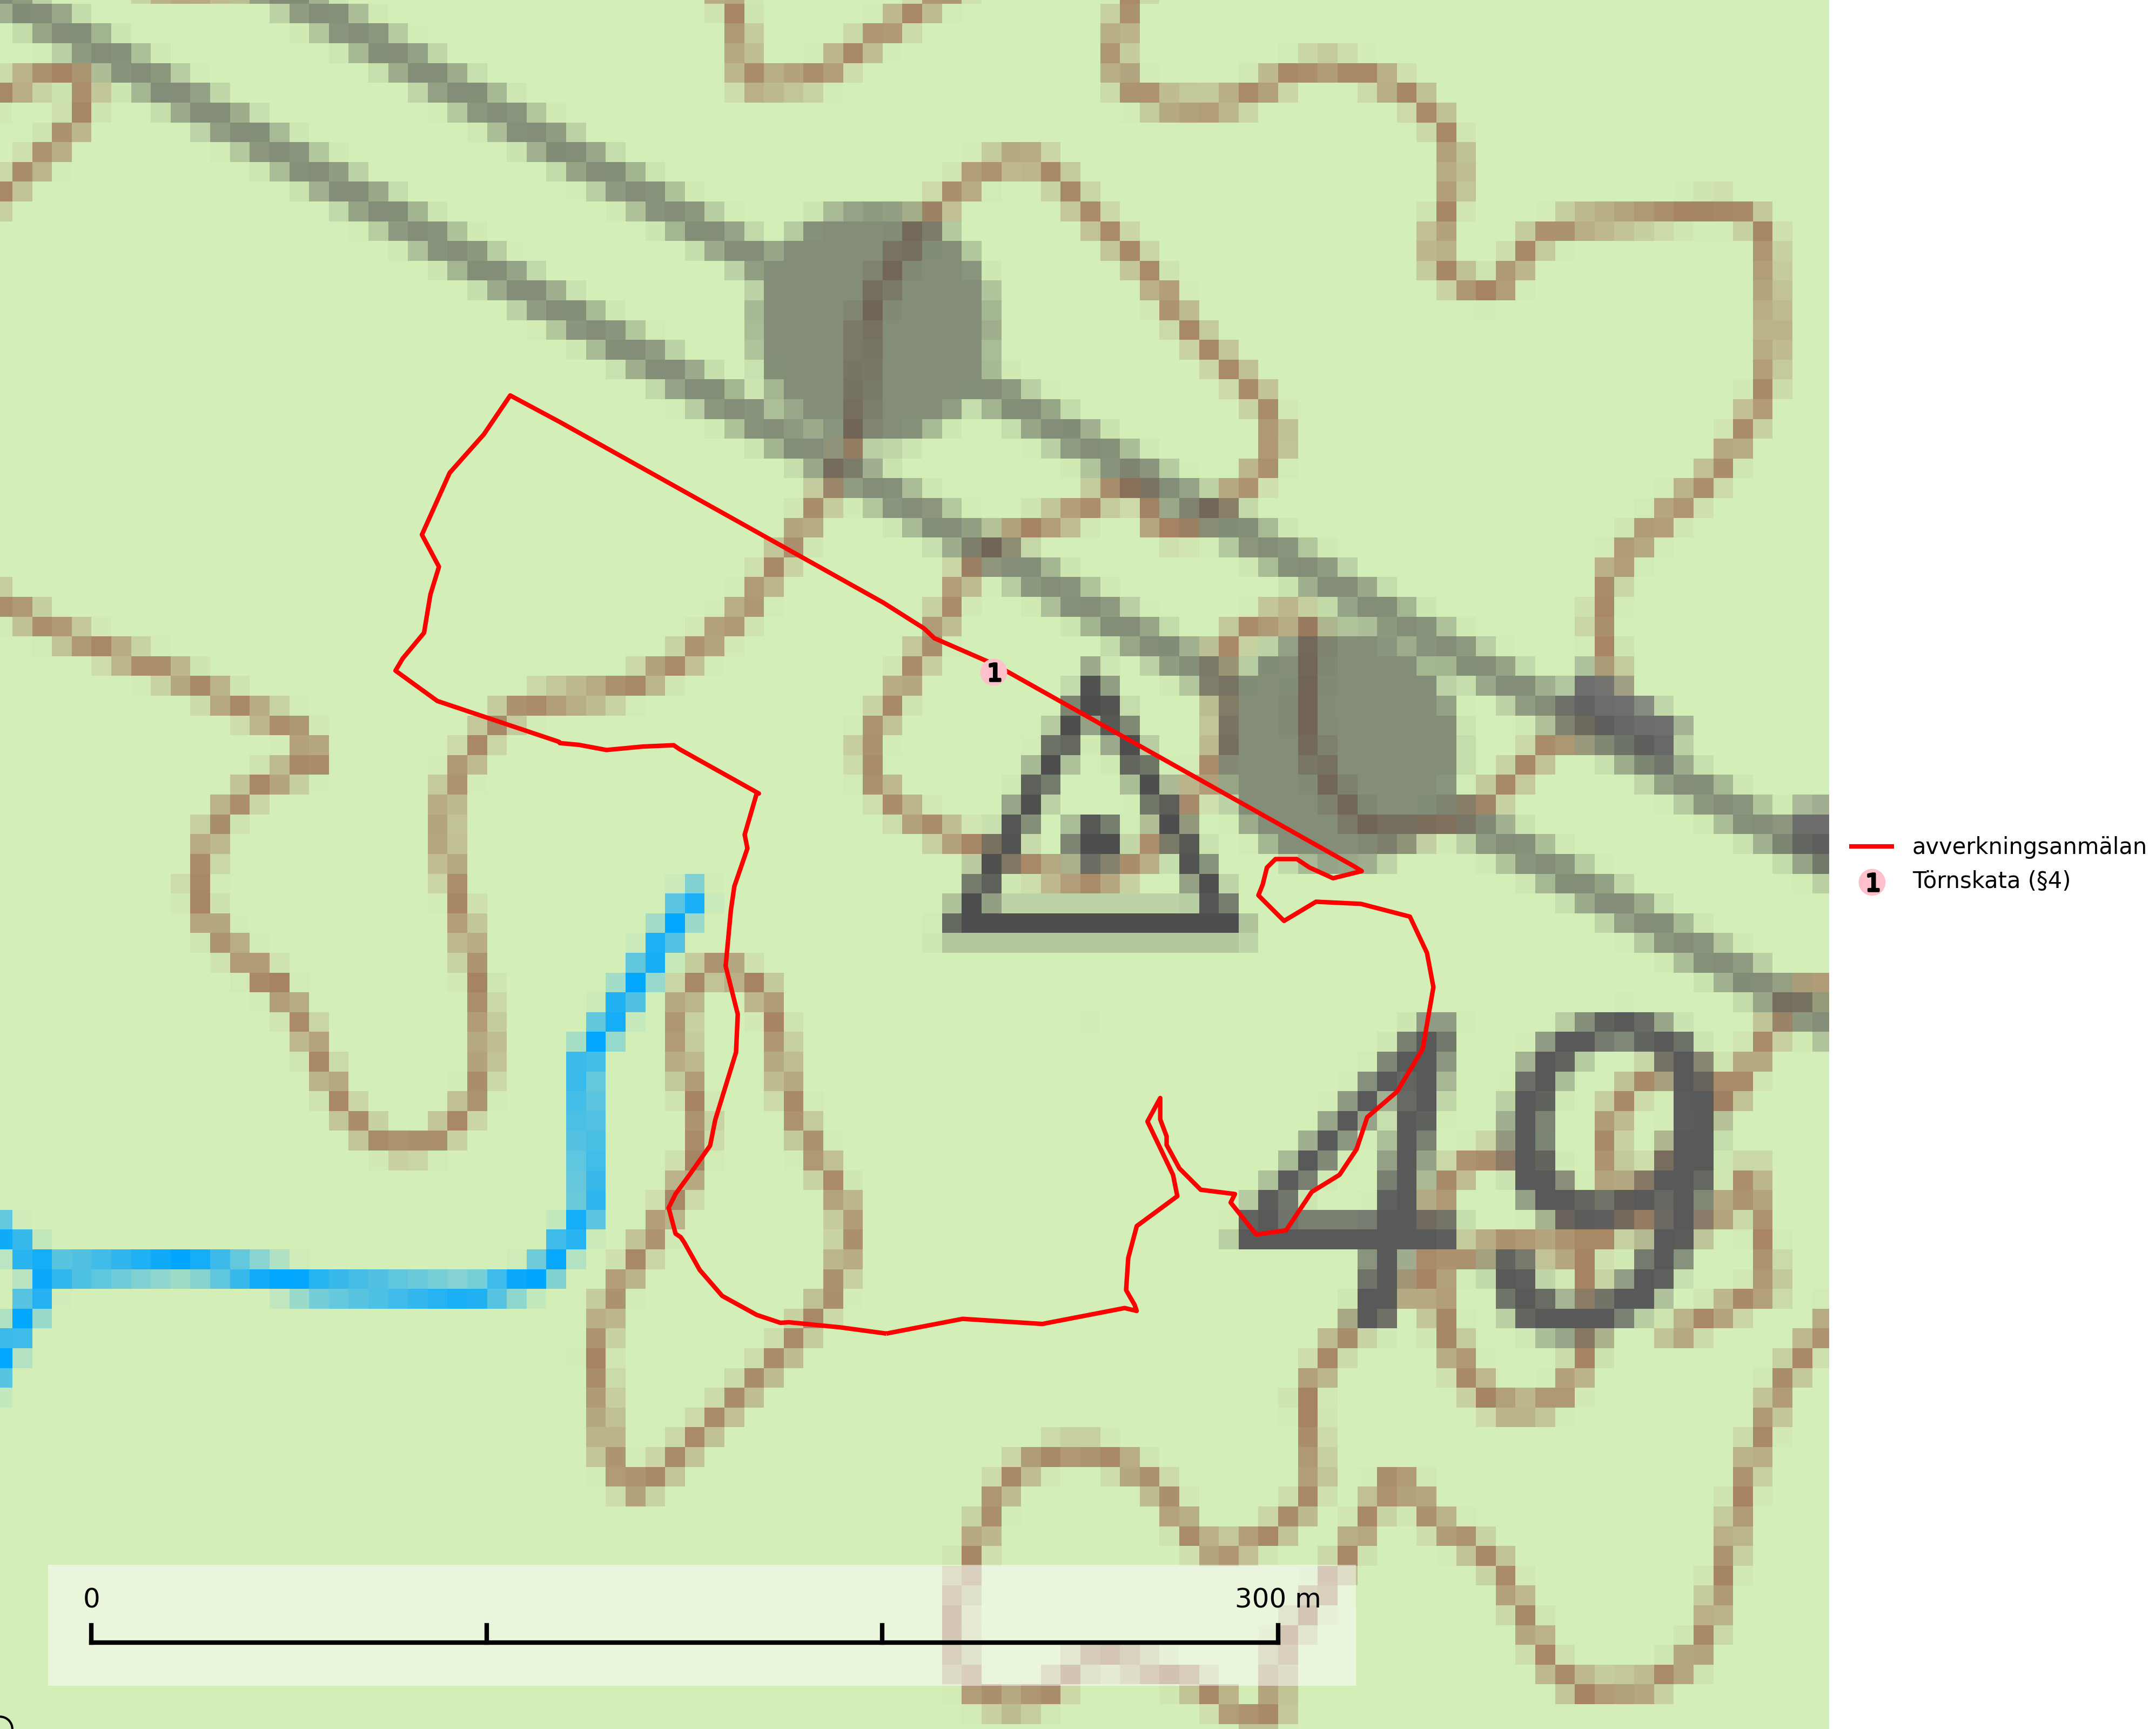 1
49
0 300 m
avverkningsanmälan
1 Törnskata (§4)